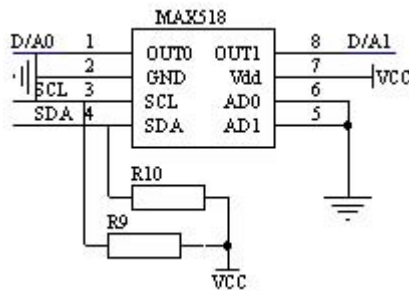 MAX518
D/A0 1 OUT0 OUT1 8 D/A1
2 GND Vdd 7 VCC
SCL 3 SCL AD0 6
SDA 4 SDA AD1 5
R10
R9
VCC